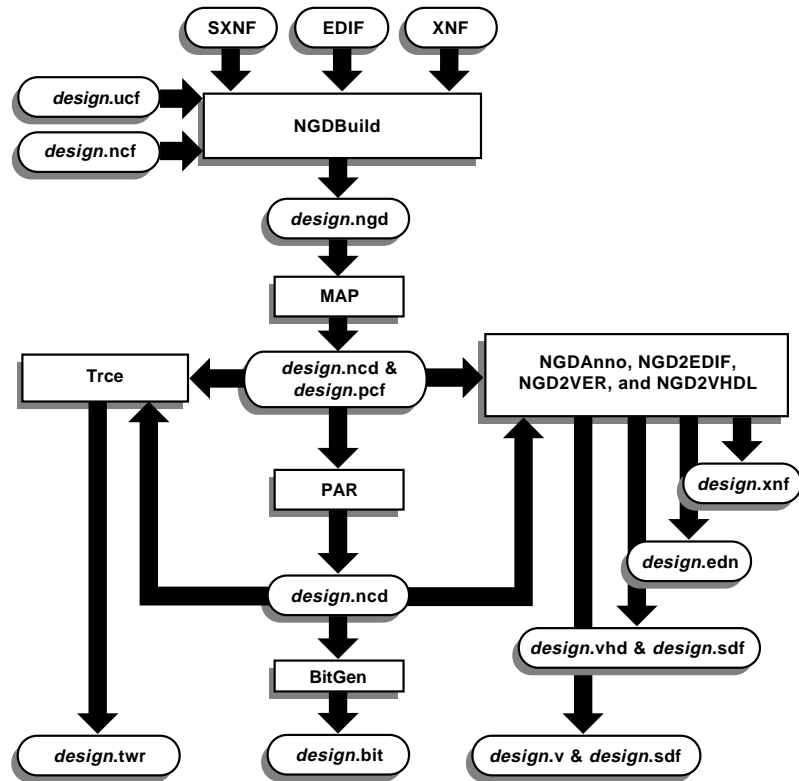 SXNF
EDIF
XNF
design.ucf
NGDBuild
design.ncf
design.ngd
MAP
Trce
design.ncd &
design.pcf
NGDAnno, NGD2EDIF,
NGD2VER, and NGD2VHDL
PAR
design.xnf
design.edn
design.ncd
design.vhd & design.sdf
BitGen
design.twr
design.bit
design.v & design.sdf